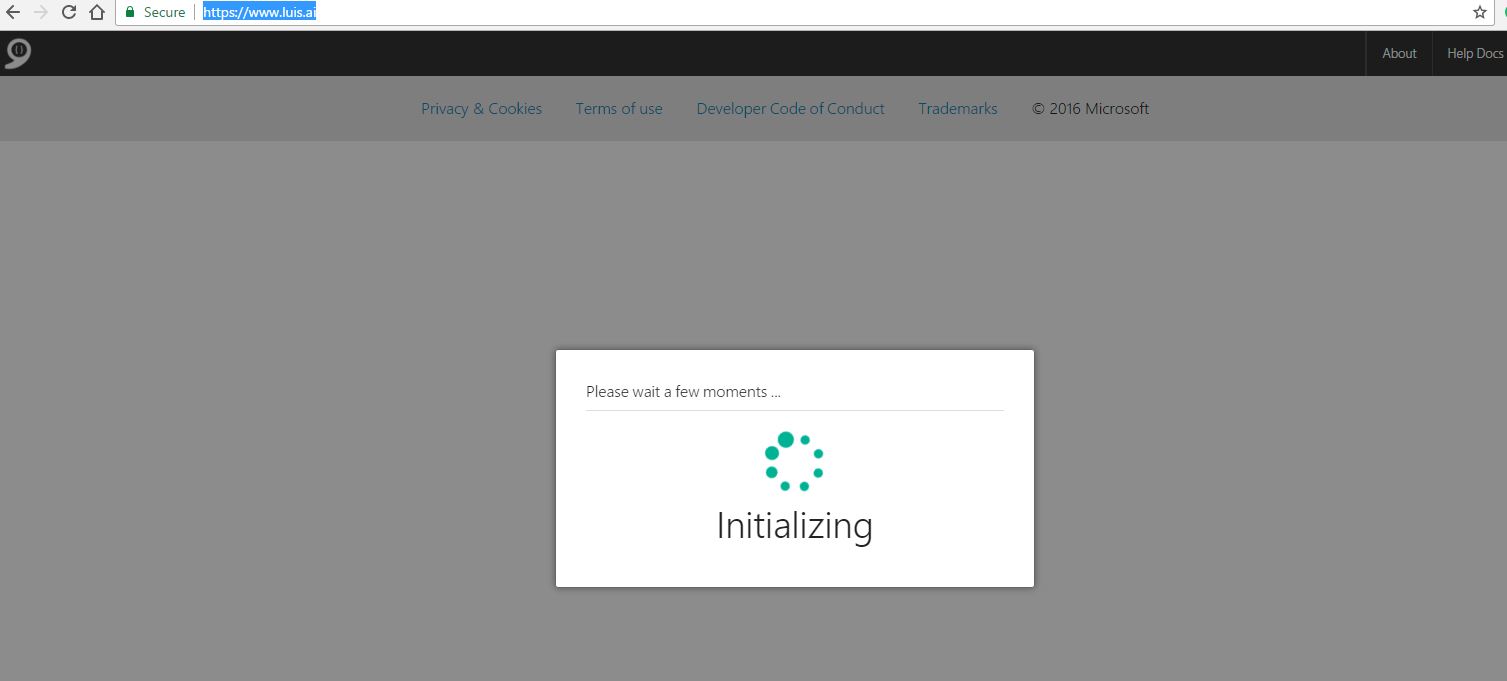 Secure https://www.luis.ai
About Help Docs
Privacy & Cookies Terms of use Developer Code of Conduct Trademarks © 2016 Microsoft
Please wait a few moments ...
Initializing